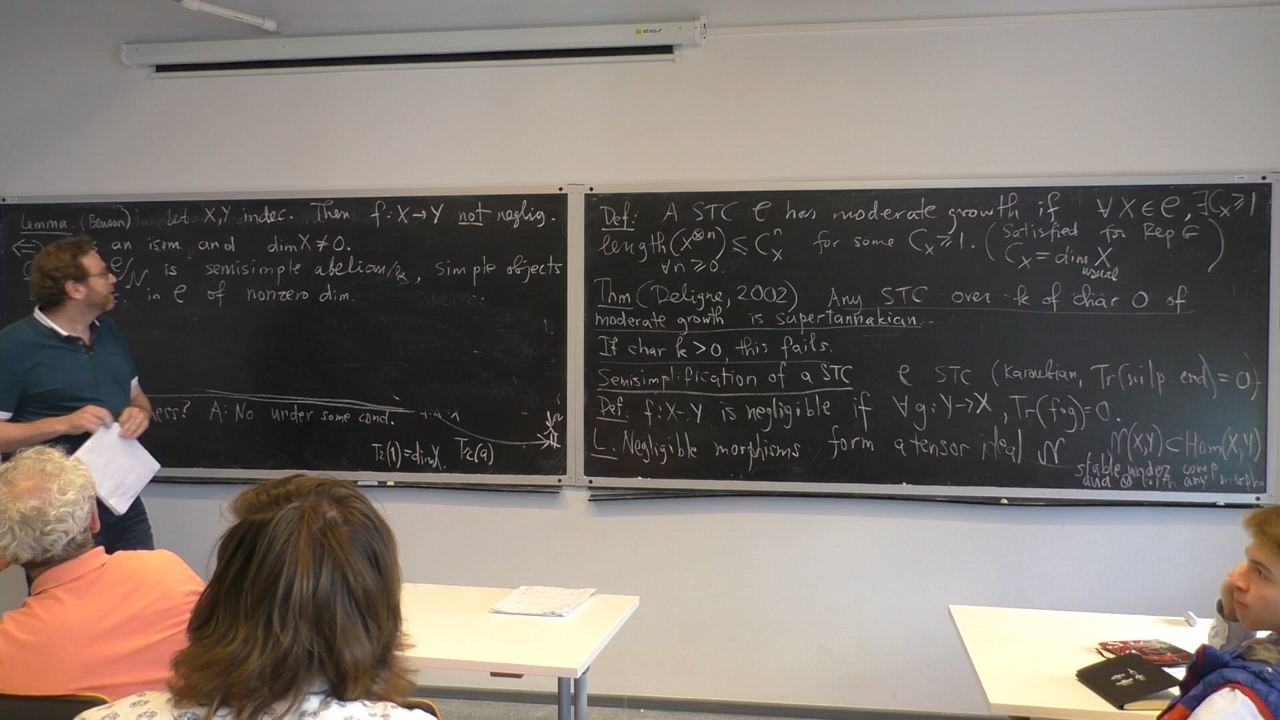 Lemma. (Benson) Let X,Y indec. Then f: X→Y not neglig.
(⇐) an isom and dim X ≠ 0.
C/N is semisimple abelian/k, simple objects
in C of nonzero dim.
hers? A: No under some cond.
Tr(1)=dim X Tr(a)
Def: A STC C has moderate growth if ∀X∈C, ∃C_X≥1
length(X^{⊗n}) ≤ C_X^n for some C_X≥1. (Satisfied for Rep G
∀n≥0. C_X = dim X)
usual
Thm (Deligne, 2002) Any STC over k of char 0 of
moderate growth is supertannakian.
If char k>0, this fails.
Semisimplification of a STC C STC (Karoubian, Tr(nilp. end)=0)
Def: f: X→Y is negligible if ∀g: Y→X, Tr(f∘g)=0.
L. Negligible morphisms form a tensor ideal N N(X,Y)⊂Hom(X,Y)
stable under comp
and ⊗ with any morph